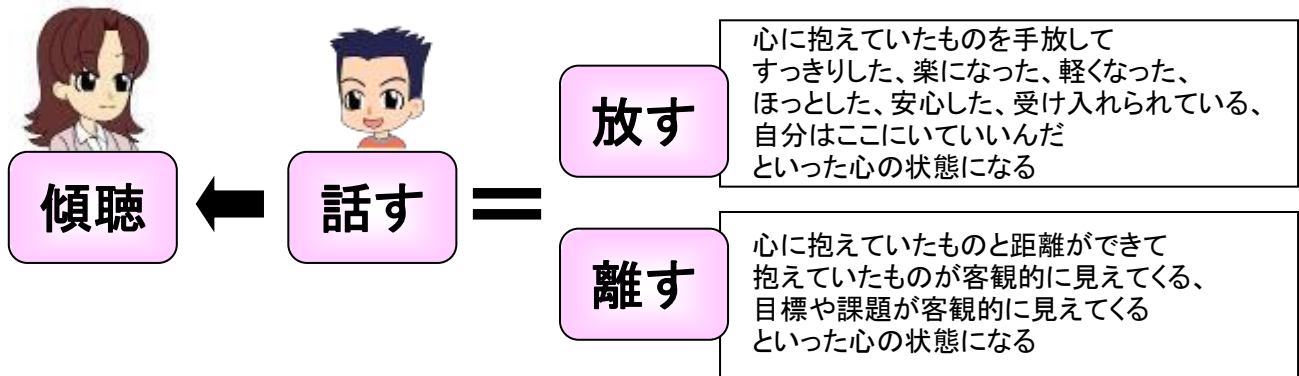 傾聴
話す
放す
心に抱えていたものを手放して
すっきりした、楽になった、軽くなった、
ほっとした、安心した、受け入れられている、
自分はここにいていいんだ
といった心の状態になる
離す
心に抱えていたものと距離ができて
抱えていたものが客観的に見えてくる、
目標や課題が客観的に見えてくる
といった心の状態になる